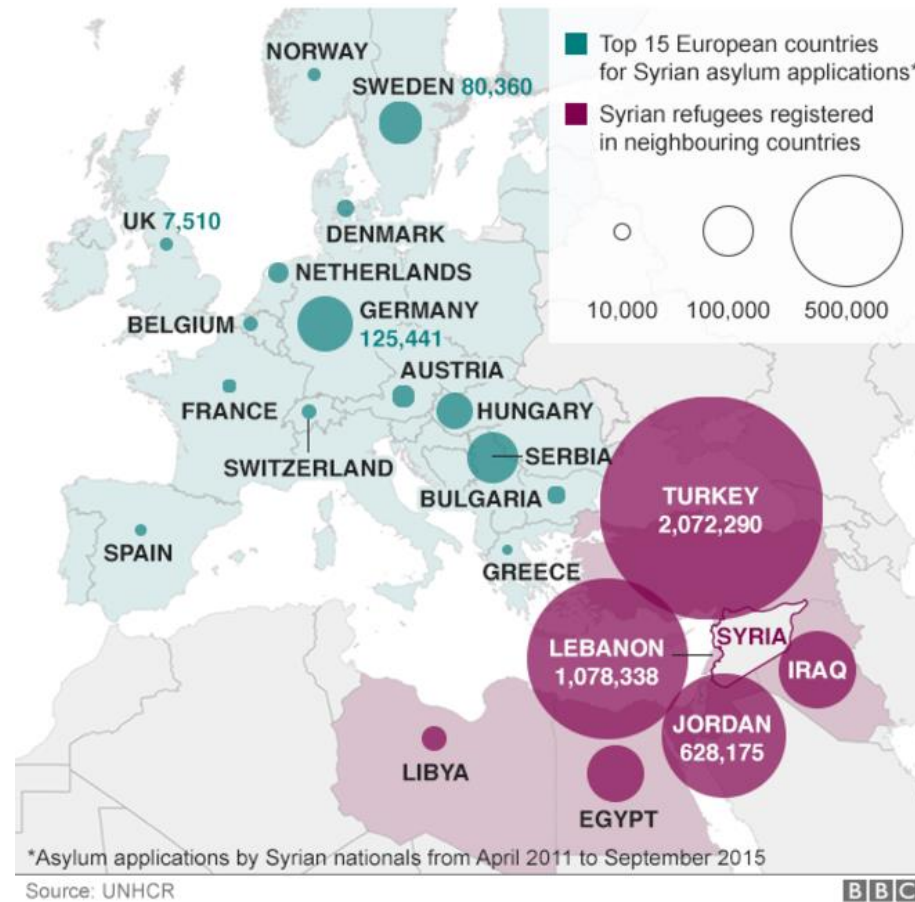 Top 15 European countries
for Syrian asylum applications*
Syrian refugees registered
in neighbouring countries
10,000
100,000
500,000
NORWAY
SWEDEN 80,360
UK 7,510
DENMARK
NETHERLANDS
GERMANY
125,441
BELGIUM
AUSTRIA
FRANCE
HUNGARY
SWITZERLAND
SERBIA
BULGARIA
SPAIN
GREECE
TURKEY
2,072,290
SYRIA
LEBANON
1,078,338
IRAQ
JORDAN
628,175
LIBYA
EGYPT
*Asylum applications by Syrian nationals from April 2011 to September 2015
Source: UNHCR
BBC